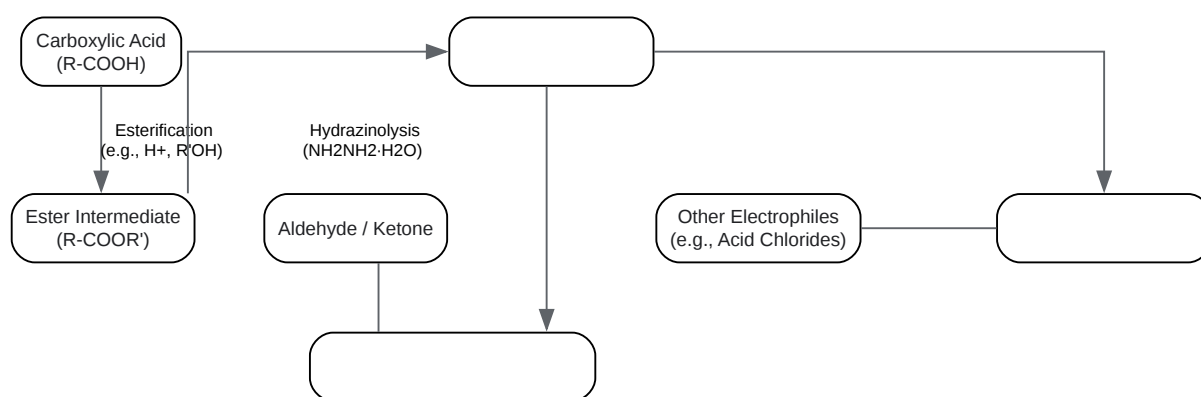 Carboxylic Acid
(R-COOH)
Esterification
(e.g., H+, R'OH)
Hydrazinolysis
(NH2NH2·H2O)
Ester Intermediate
(R-COOR')
Aldehyde / Ketone
Other Electrophiles
(e.g., Acid Chlorides)